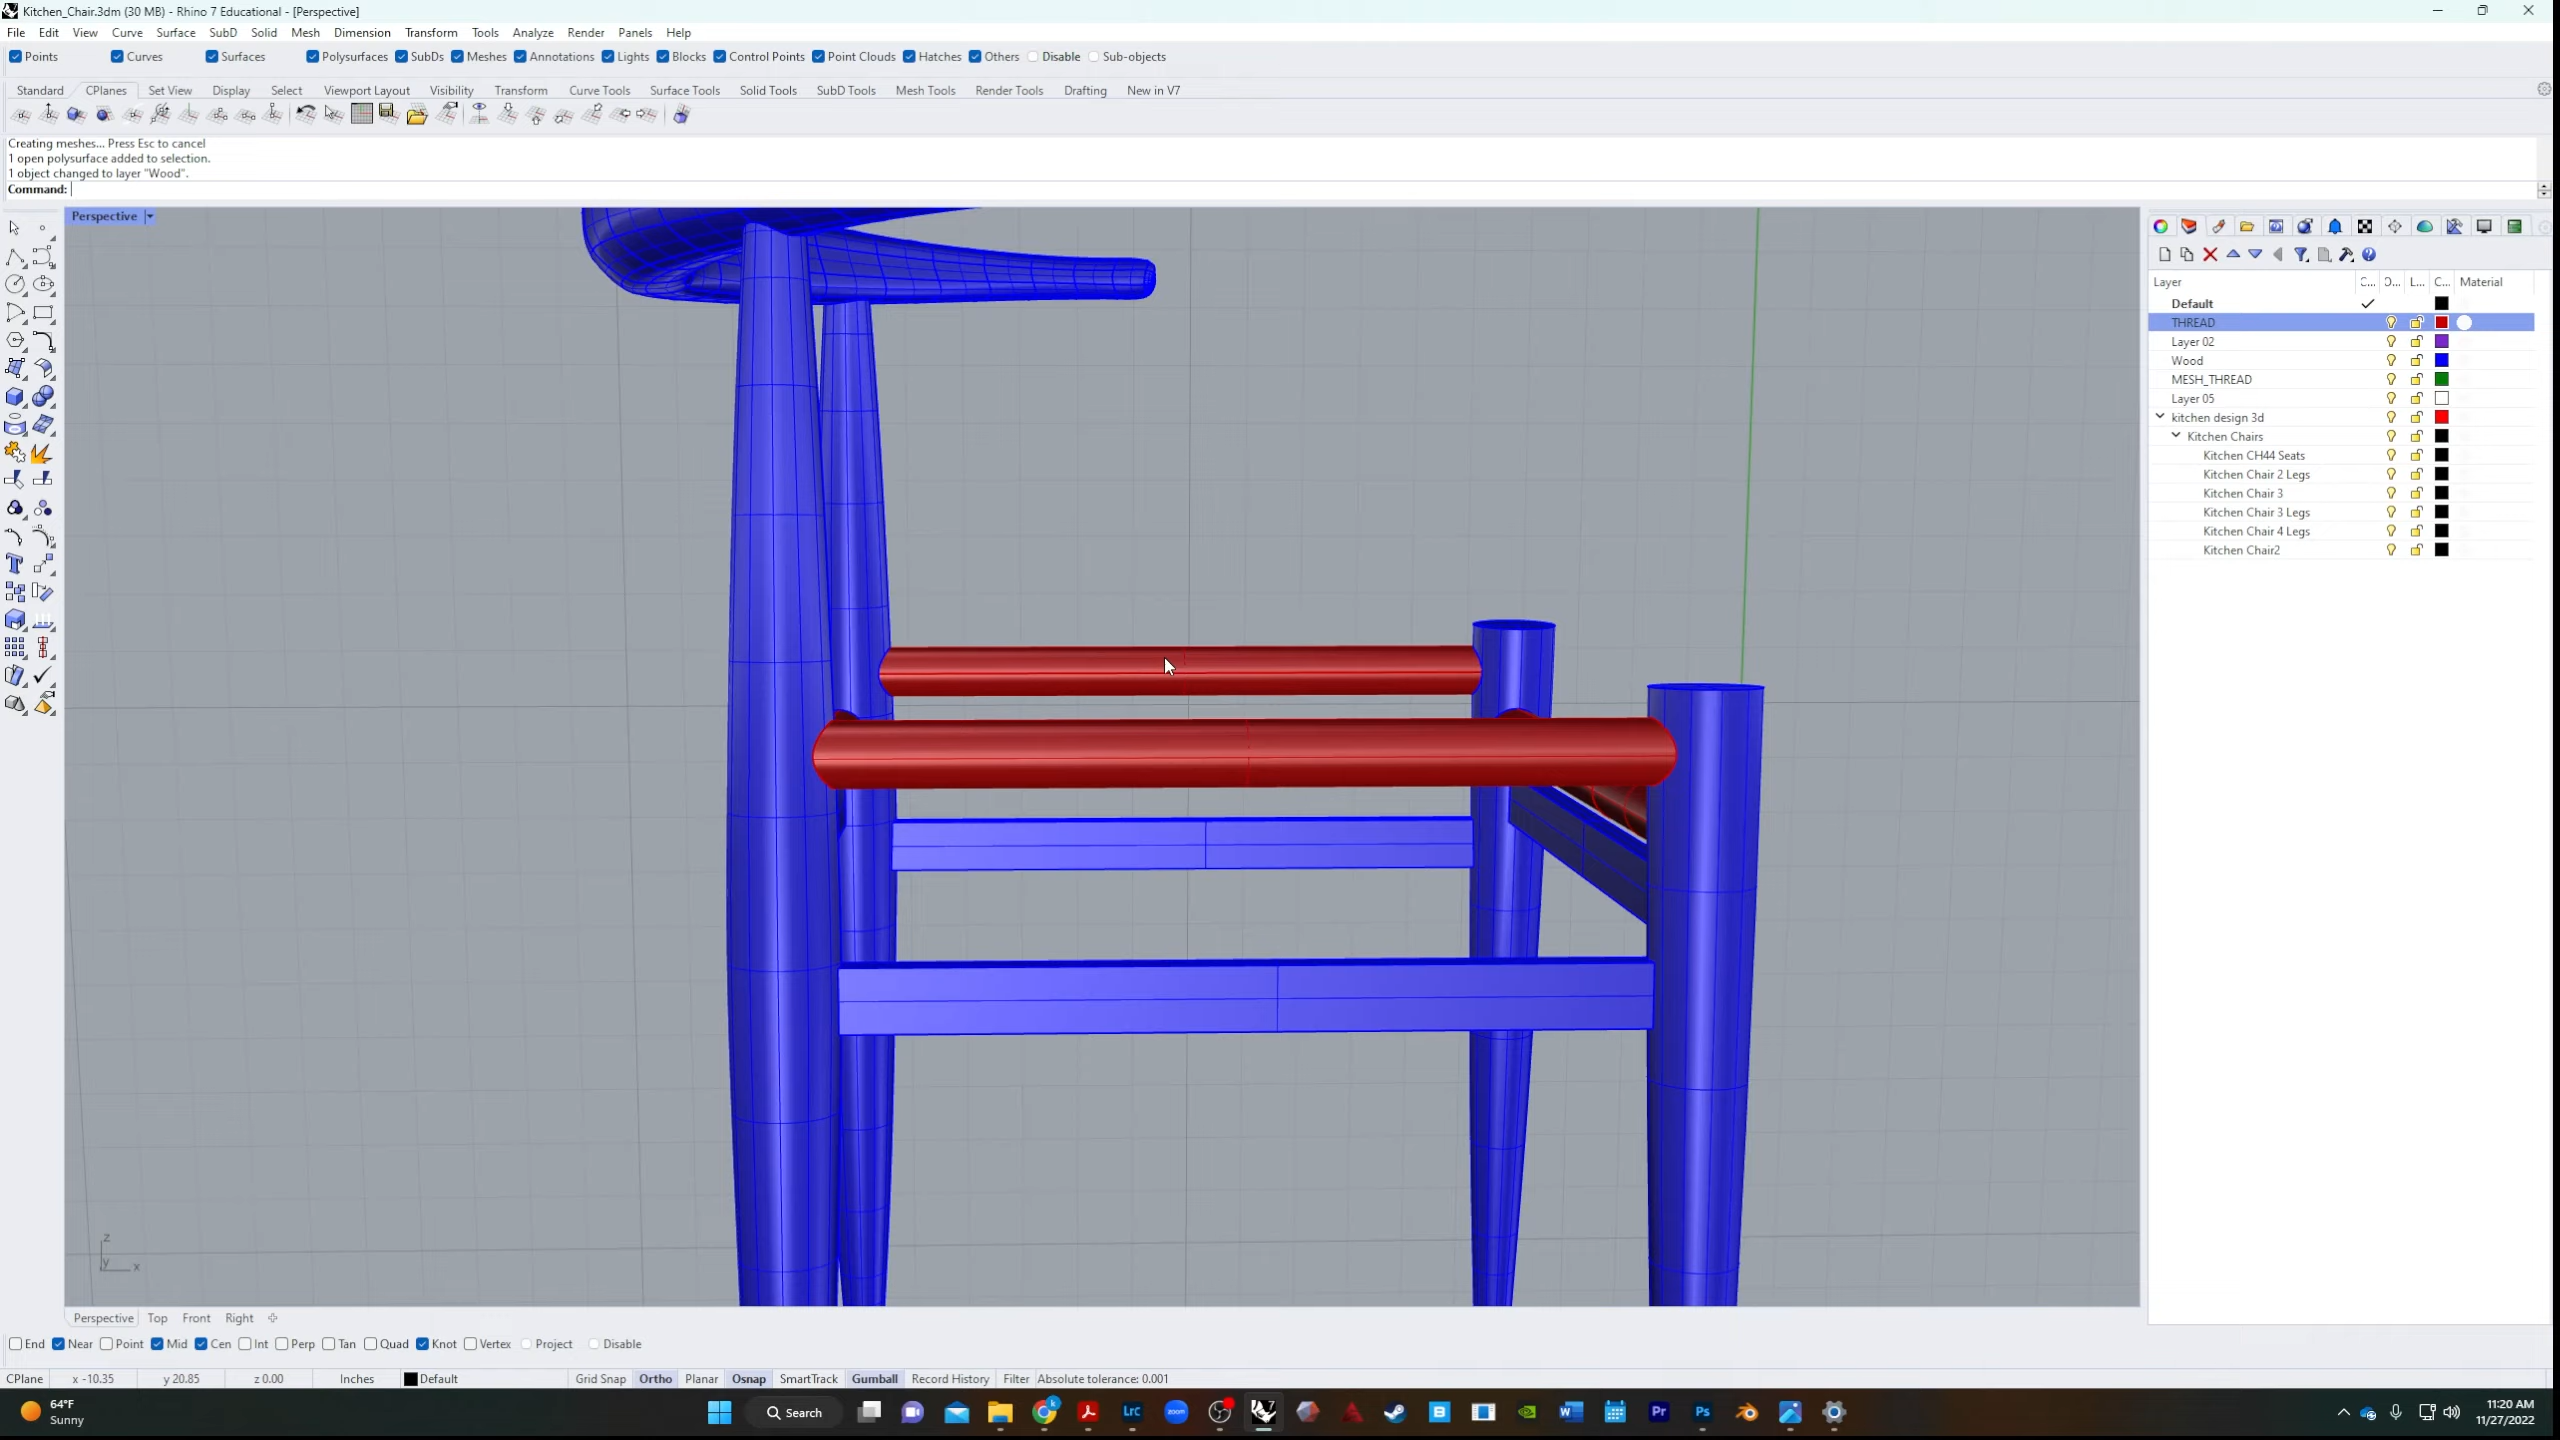 Kitchen_Chair.3dm (30 MB) - Rhino 7 Educational - [Perspective]
File Edit View Curve Surface SubD Solid Mesh Dimension Transform Tools Analyze Render Panels Help
Points Curves Surfaces Polysurfaces SubDs Meshes Annotations Lights Blocks Control Points Point Clouds Hatches Others Disable Sub-objects
Standard CPlanes Set View Display Select Viewport Layout Visibility Transform Curve Tools Surface Tools Solid Tools SubD Tools Mesh Tools Render Tools Drafting New in V7
Creating meshes... Press Esc to cancel
1 open polysurface added to selection.
1 object changed to layer "Wood".
Command:
Perspective
Layer C... O... L... C... Material
Default
THREAD
Layer 02
Wood
MESH_THREAD
Layer 05
kitchen design 3d
Kitchen Chairs
Kitchen CH44 Seats
Kitchen Chair 2 Legs
Kitchen Chair 3
Kitchen Chair 3 Legs
Kitchen Chair 4 Legs
Kitchen Chair2
z
y x
Perspective Top Front Right
End Near Point Mid Cen Int Perp Tan Quad Knot Vertex Project Disable
CPlane x -10.35 y 20.85 z 0.00 Inches Default Grid Snap Ortho Planar Osnap SmartTrack Gumball Record History Filter Absolute tolerance: 0.001
64°F
Sunny
Search
zoom
LrC
7
B
W
Pr
Ps
11:20 AM
11/27/2022